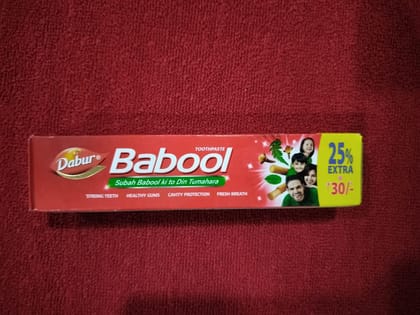 Dabur
TOOTHPASTE
Babool
Subah Babool ki to Din Tumahara
STRONG TEETH HEALTHY GUMS CAVITY PROTECTION FRESH BREATH
25%
EXTRA
₹30/-